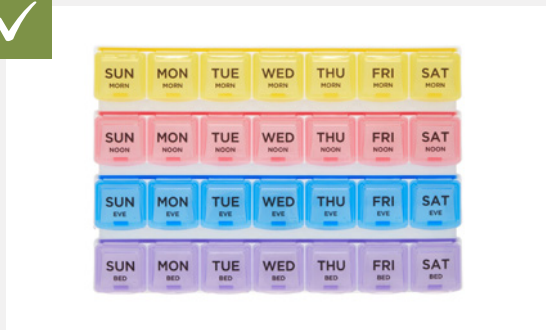 SUN MON TUE WED THU FRI SAT
MORN MORN MORN MORN MORN MORN MORN
SUN MON TUE WED THU FRI SAT
NOON NOON NOON NOON NOON NOON NOON
SUN MON TUE WED THU FRI SAT
EVE EVE EVE EVE EVE EVE EVE
SUN MON TUE WED THU FRI SAT
BED BED BED BED BED BED BED